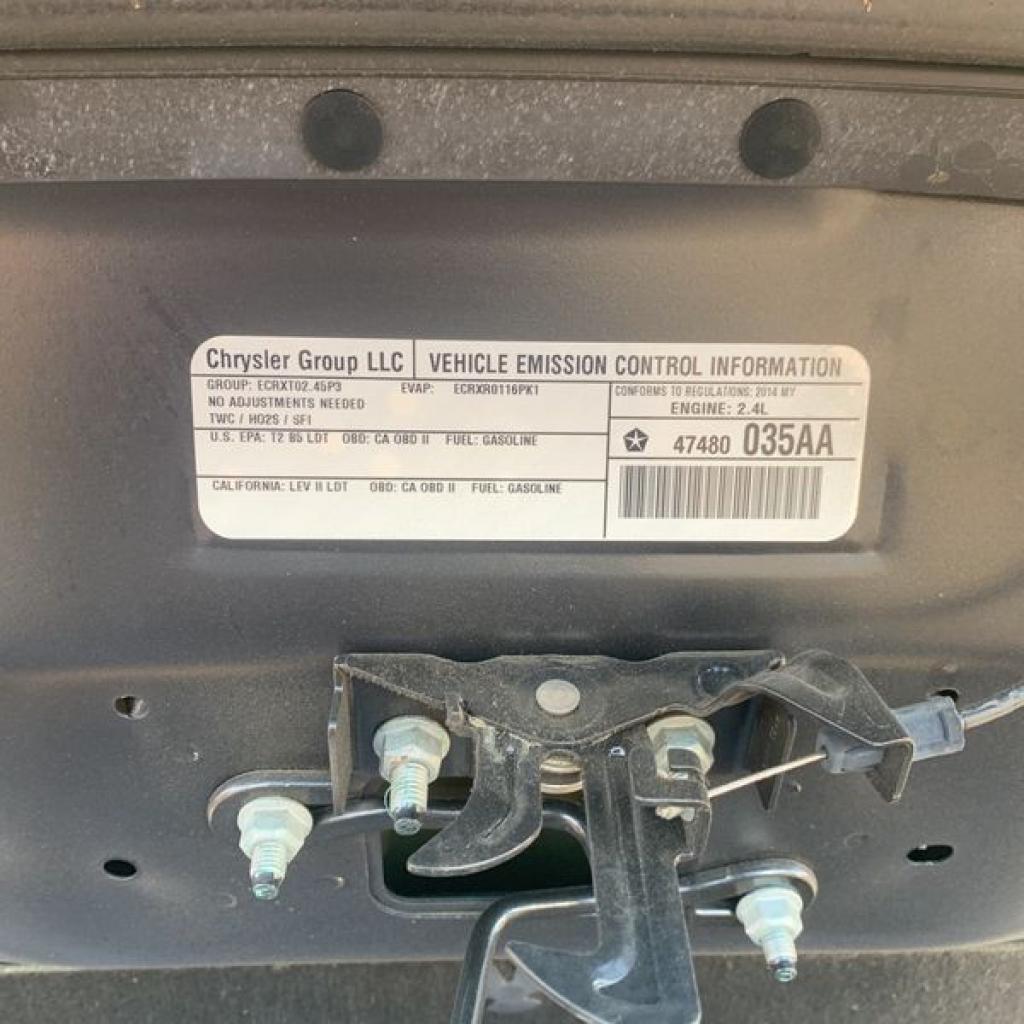 Chrysler Group LLC
VEHICLE EMISSION CONTROL INFORMATION
GROUP: ECRXT02.45P3 EVAP: ECRXR0116PK1
NO ADJUSTMENTS NEEDED
TWC / HO2S / SFI
CONFORMS TO REGULATIONS: 2014 MY
ENGINE: 2.4L
U.S. EPA: T2 B5 LDT OBD: CA OBD II FUEL: GASOLINE
47480 035AA
CALIFORNIA: LEV II LDT OBD: CA OBD II FUEL: GASOLINE